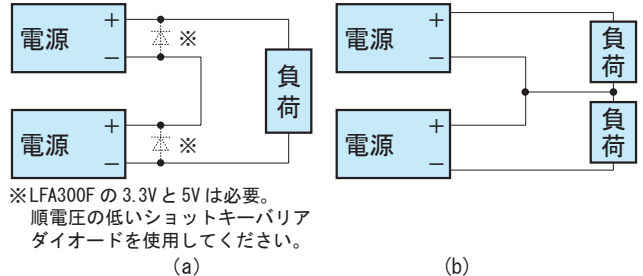 電源
+
−
※
負荷
電源
+
−
※
※LFA300F の 3.3V と 5V は必要。
順電圧の低いショットキーバリア
ダイオードを使用してください。
(a)
電源
+
−
負荷
電源
+
−
負荷
(b)